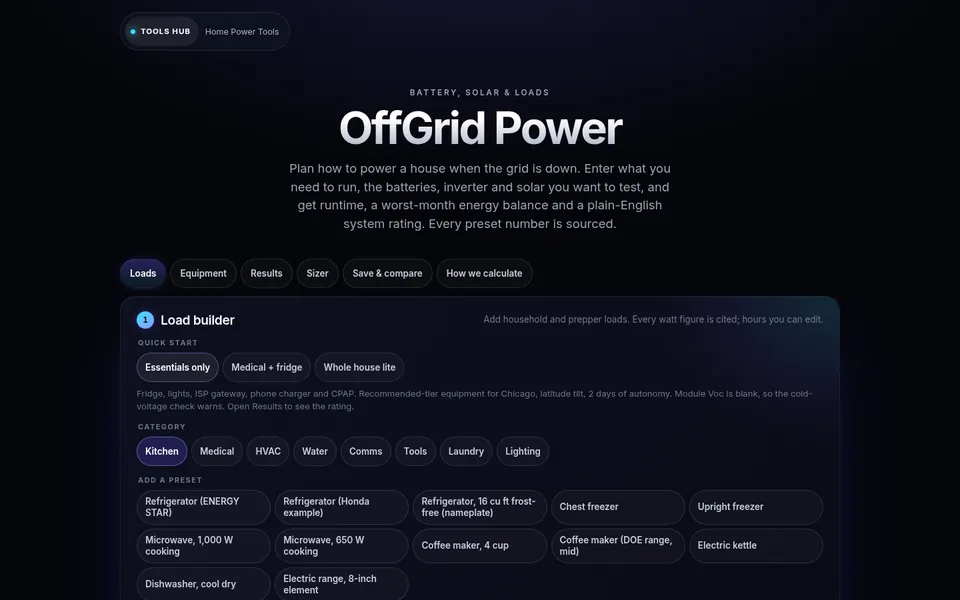 TOOLS HUB Home Power Tools
BATTERY, SOLAR & LOADS
OffGrid Power
Plan how to power a house when the grid is down. Enter what you
need to run, the batteries, inverter and solar you want to test, and
get runtime, a worst-month energy balance and a plain-English
system rating. Every preset number is sourced.
Loads Equipment Results Sizer Save & compare How we calculate
1 Load builder Add household and prepper loads. Every watt figure is cited; hours you can edit.
QUICK START
Essentials only Medical + fridge Whole house lite
Fridge, lights, ISP gateway, phone charger and CPAP. Recommended-tier equipment for Chicago, latitude tilt, 2 days of autonomy. Module Voc is blank, so the cold-
voltage check warns. Open Results to see the rating.
CATEGORY
Kitchen Medical HVAC Water Comms Tools Laundry Lighting
ADD A PRESET
Refrigerator (ENERGY
STAR)
Refrigerator (Honda
example)
Refrigerator, 16 cu ft frost-
free (nameplate)
Chest freezer
Upright freezer
Microwave, 1,000 W
cooking
Microwave, 650 W
cooking
Coffee maker, 4 cup
Coffee maker (DOE range,
mid)
Electric kettle
Dishwasher, cool dry
Electric range, 8-inch
element